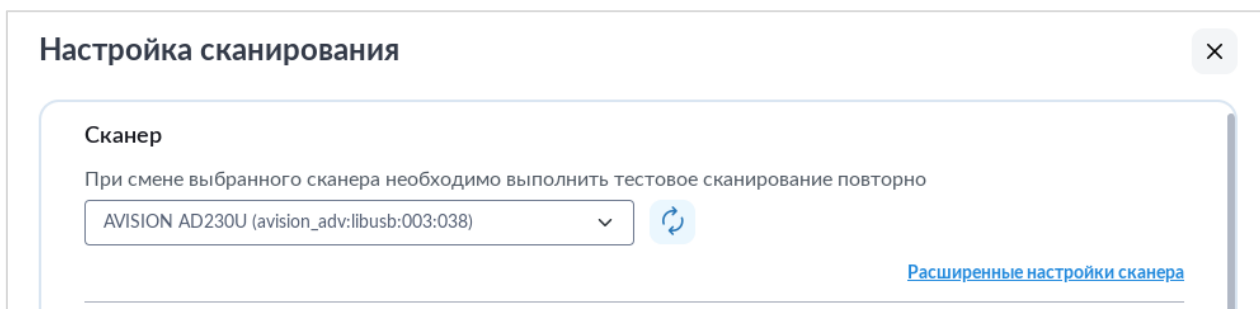 Настройка сканирования
Сканер
При смене выбранного сканера необходимо выполнить тестовое сканирование повторно
AVISION AD230U (avision_adv:libusb:003:038)
Расширенные настройки сканера